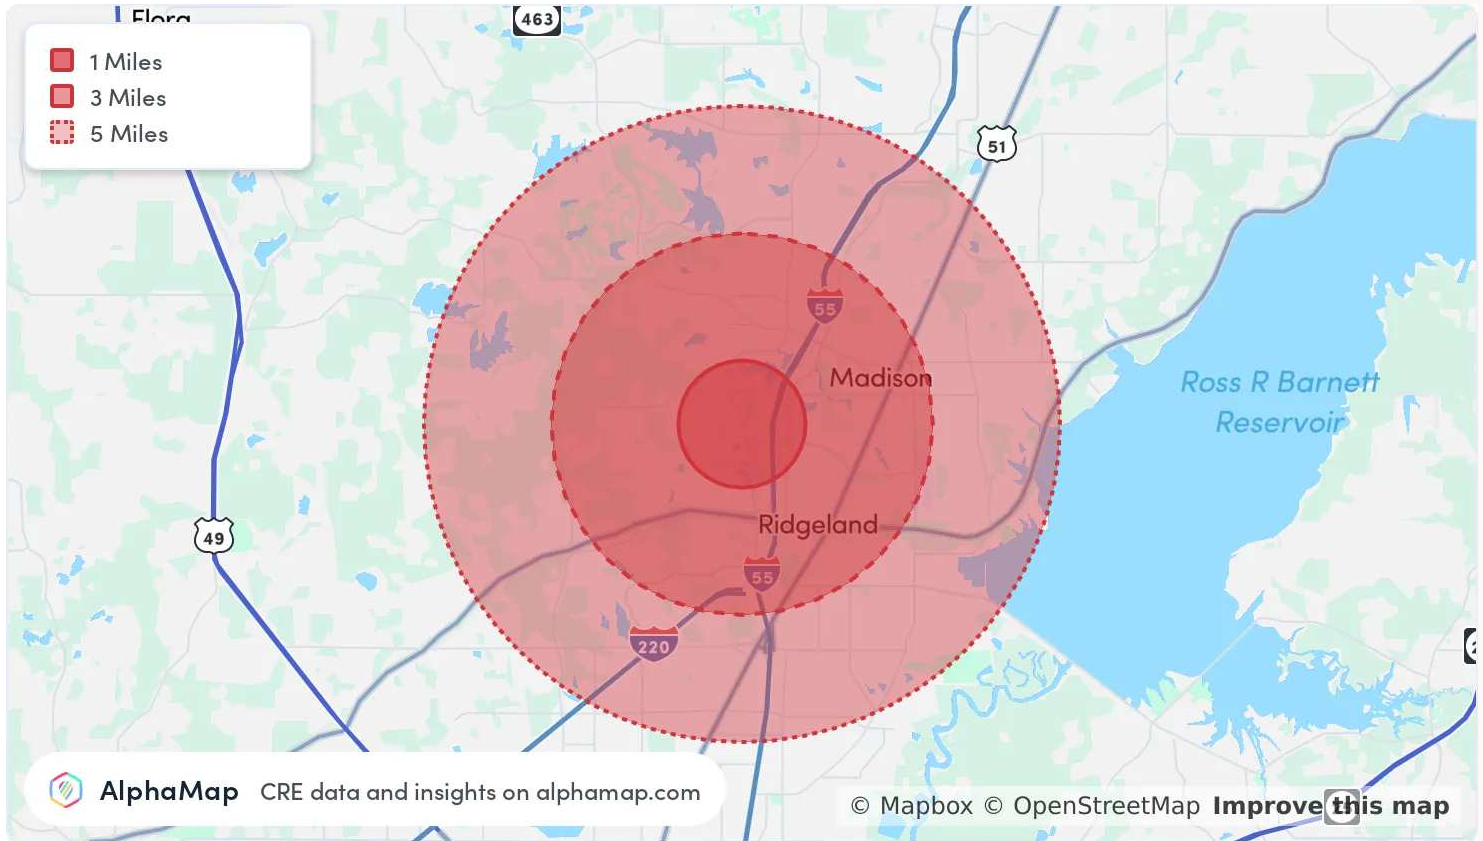 Flora
463
1 Miles
3 Miles
5 Miles
51
55
Madison
Ross R Barnett
Reservoir
Ridgeland
49
55
220
AlphaMap CRE data and insights on alphamap.com
© Mapbox © OpenStreetMap Improve this map